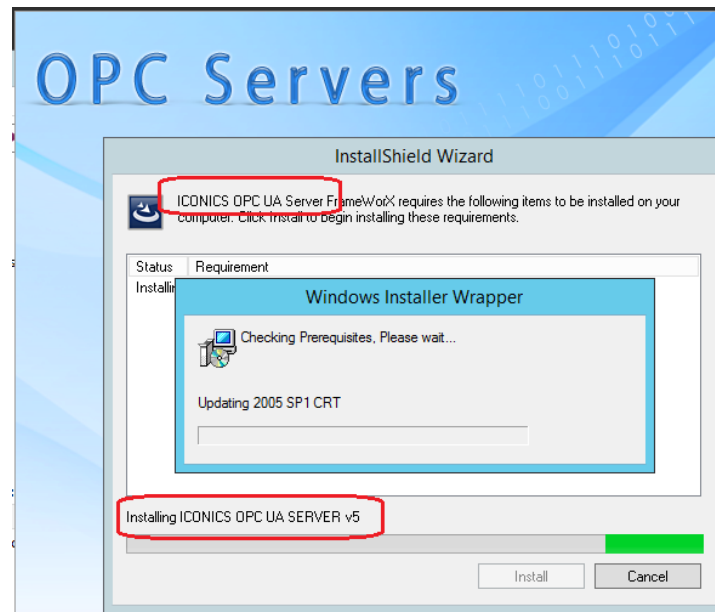 OPC Servers
InstallShield Wizard
ICONICS OPC UA Server FrameWorX requires the following items to be installed on your
computer. Click Install to begin installing these requirements.
Status Requirement
Windows Installer Wrapper
Checking Prerequisites, Please wait...
Updating 2005 SP1 CRT
Installing ICONICS OPC UA SERVER v5
Install Cancel